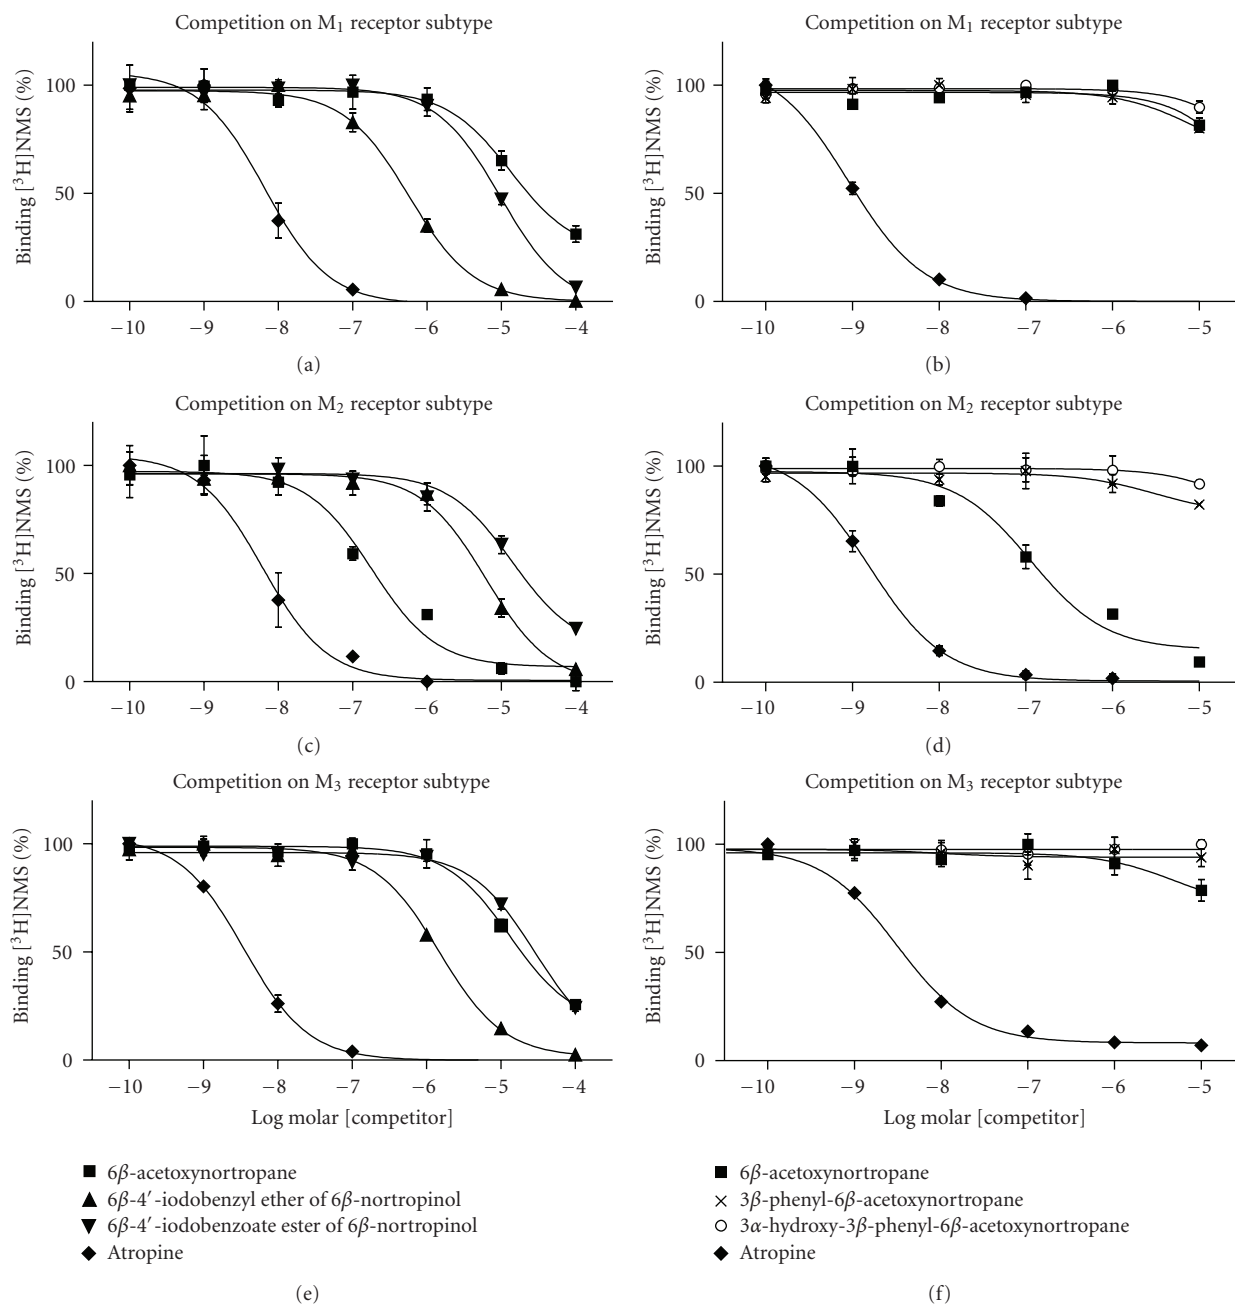 Competition on M₁ receptor subtype
Binding [³H]NMS (%)
100
50
0
−10 −9 −8 −7 −6 −5 −4
(a)
Competition on M₁ receptor subtype
Binding [³H]NMS (%)
100
50
0
−10 −9 −8 −7 −6 −5
(b)
Competition on M₂ receptor subtype
Binding [³H]NMS (%)
100
50
0
−10 −9 −8 −7 −6 −5 −4
(c)
Competition on M₂ receptor subtype
Binding [³H]NMS (%)
100
50
0
−10 −9 −8 −7 −6 −5
(d)
Competition on M₃ receptor subtype
Binding [³H]NMS (%)
100
50
0
−10 −9 −8 −7 −6 −5 −4
Log molar [competitor]
6β-acetoxynortropane
6β-4′-iodobenzyl ether of 6β-nortropinol
6β-4′-iodobenzoate ester of 6β-nortropinol
Atropine
(e)
Competition on M₃ receptor subtype
Binding [³H]NMS (%)
100
50
0
−10 −9 −8 −7 −6 −5
Log molar [competitor]
6β-acetoxynortropane
3β-phenyl-6β-acetoxynortropane
3α-hydroxy-3β-phenyl-6β-acetoxynortropane
Atropine
(f)